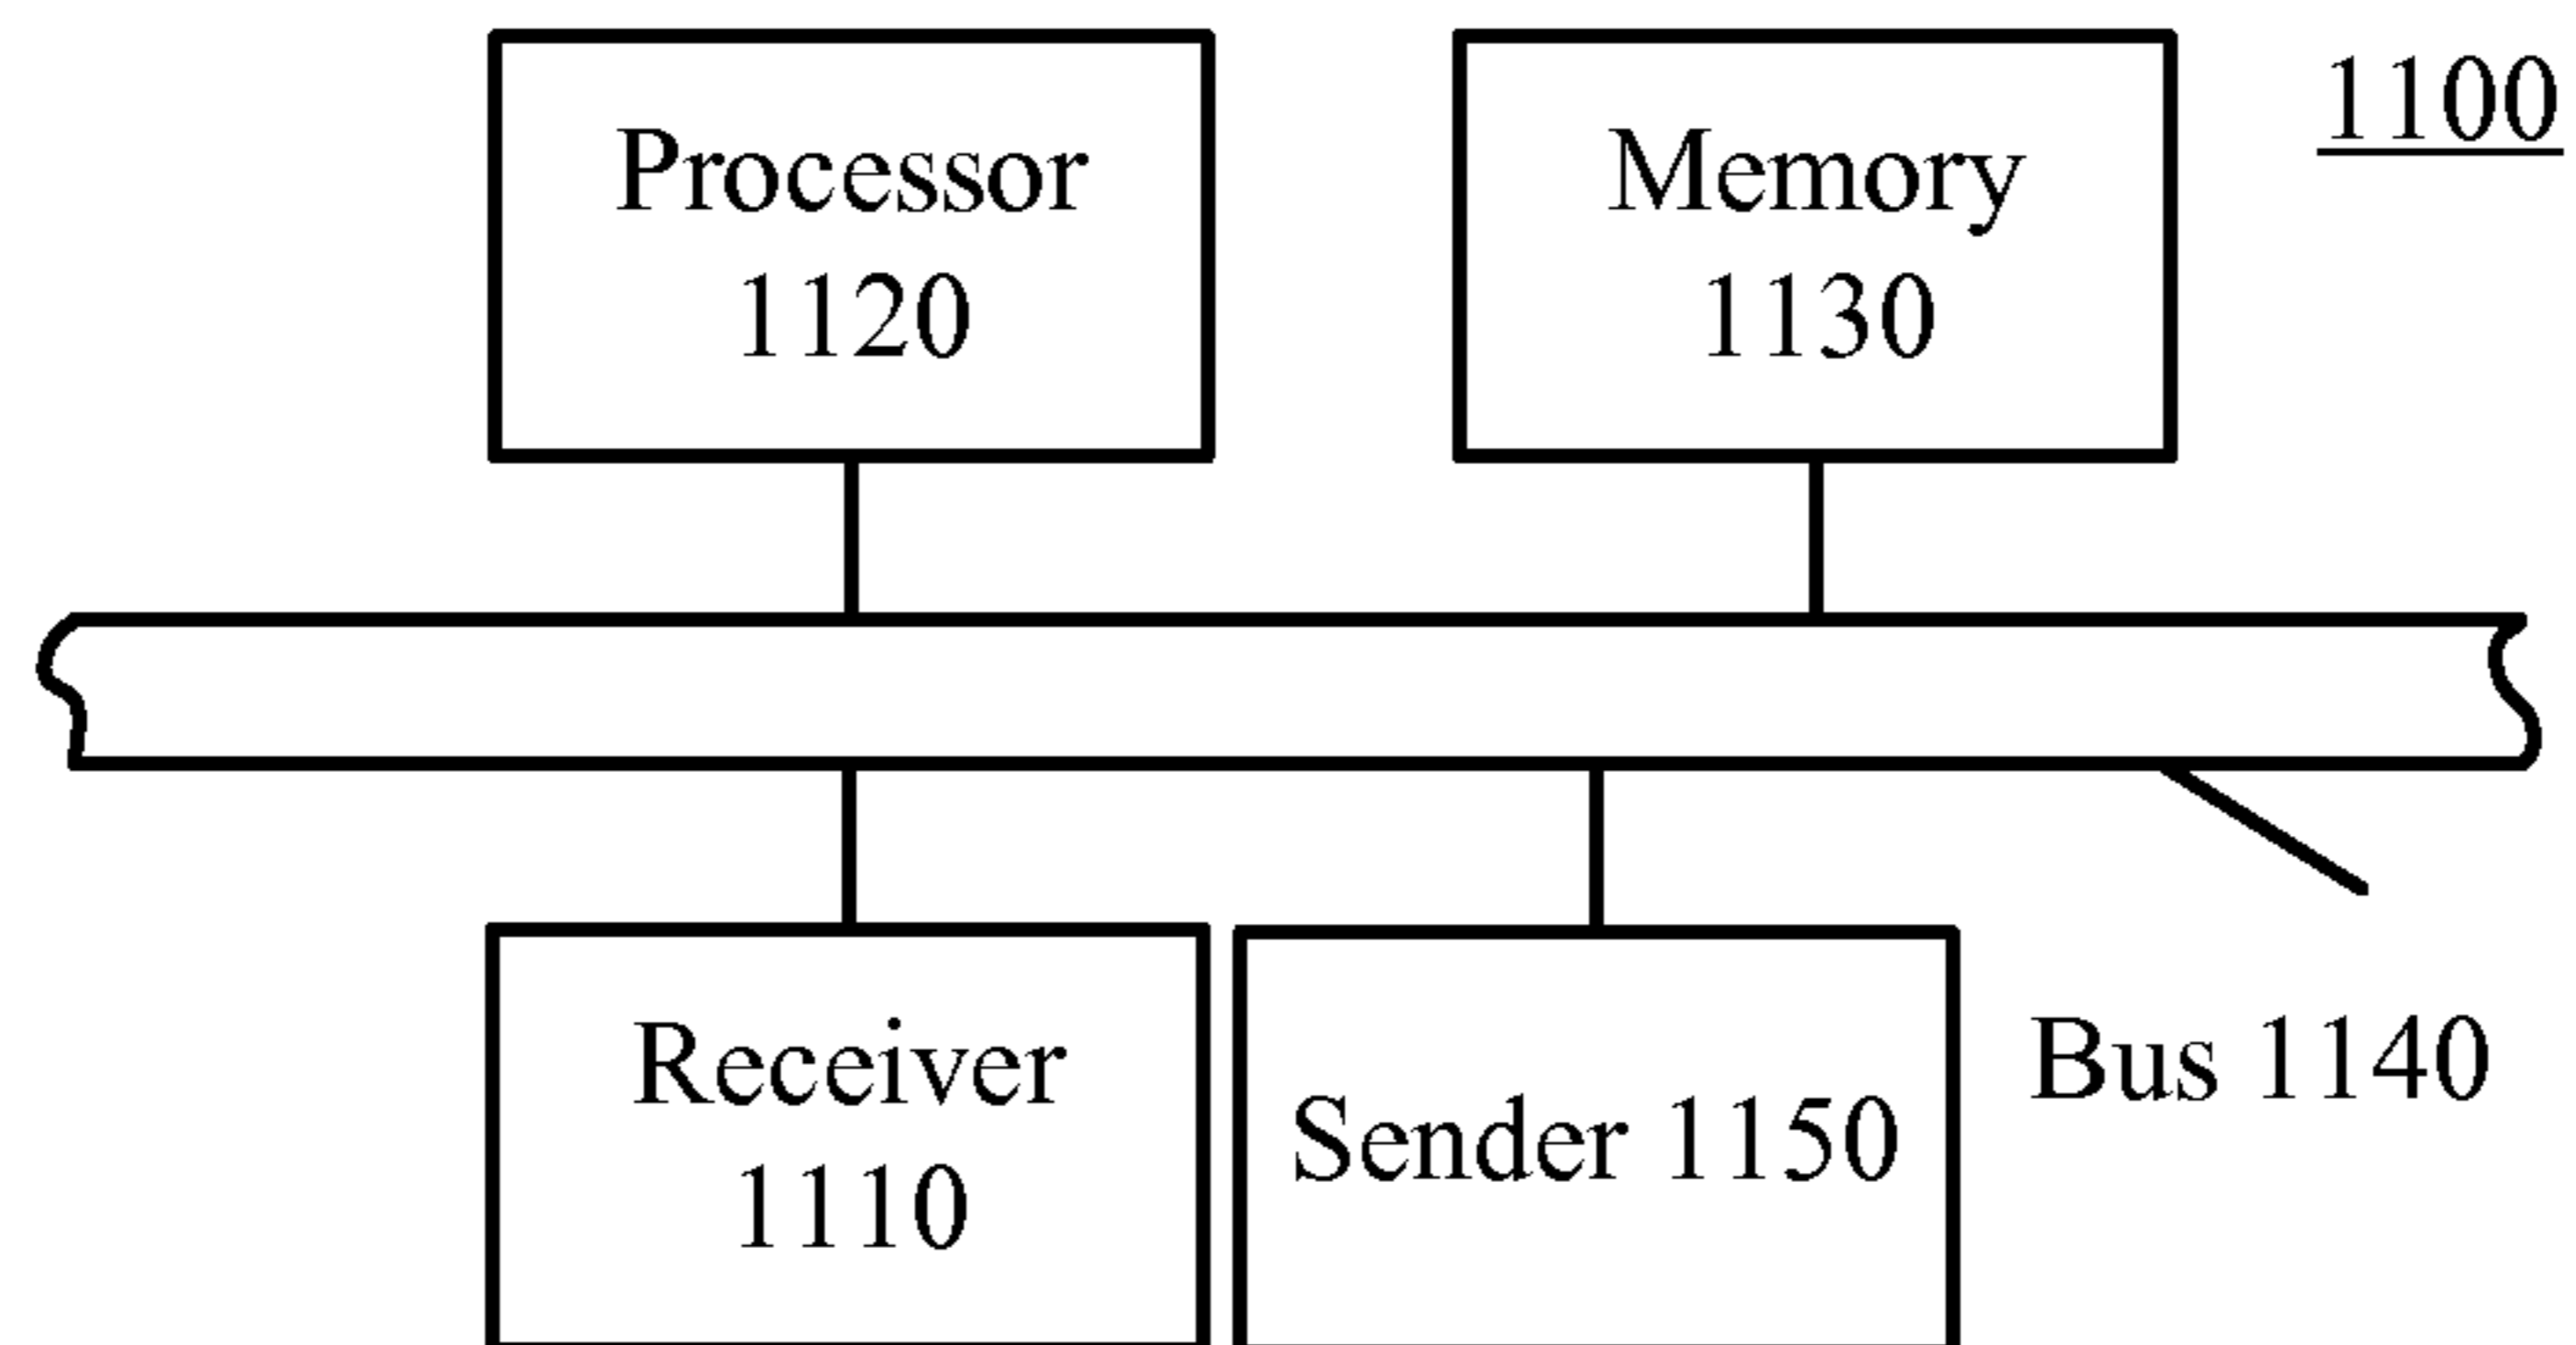 1100
Processor
1120
Memory
1130
Receiver
1110
Sender 1150
Bus 1140